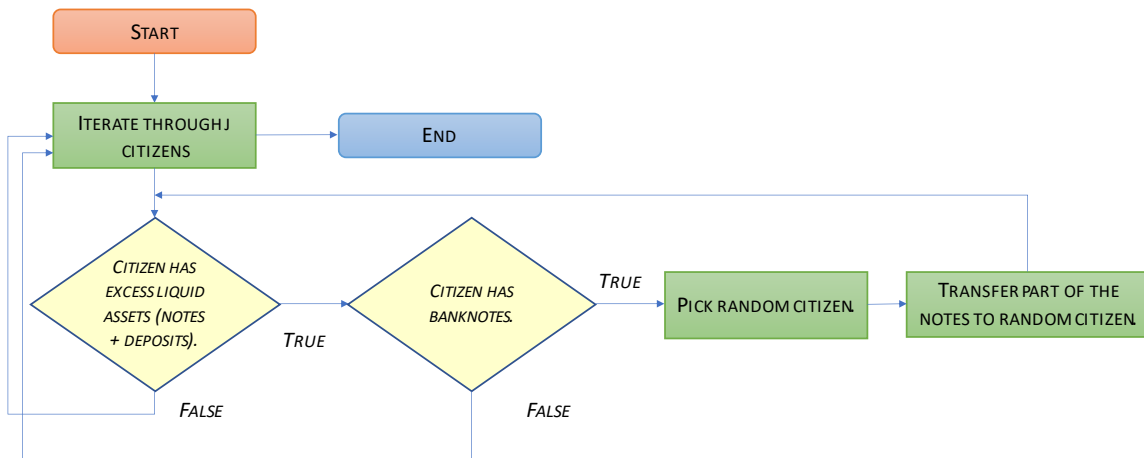 START
ITERATE THROUGH J
CITIZENS
END
CITIZEN HAS
EXCESS LIQUID
ASSETS (NOTES
+ DEPOSITS).
TRUE
FALSE
CITIZEN HAS
BANKNOTES.
TRUE
FALSE
PICK RANDOM CITIZEN.
TRANSFER PART OF THE
NOTES TO RANDOM CITIZEN.